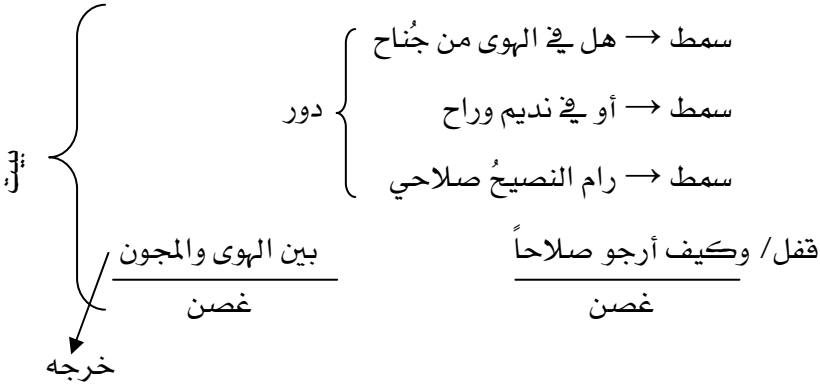 سمط → هل في الهوى من جُناح
سمط → أو في نديم وراح
دور
سمط → رام النصيحُ صلاحي
بيت
قفل/ وكيف أرجو صلاحاً بين الهوى والمجون
غصن غصن
خرجه